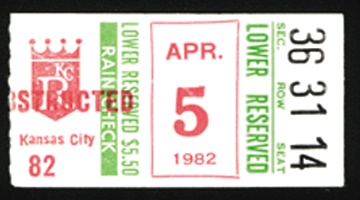 KC
R
BSTRUCTED
Kansas City
82
RAINCHECK
LOWER RESERVED $5.50
APR.
5
1982
LOWER RESERVED
SEC. ROW SEAT
36 31 14